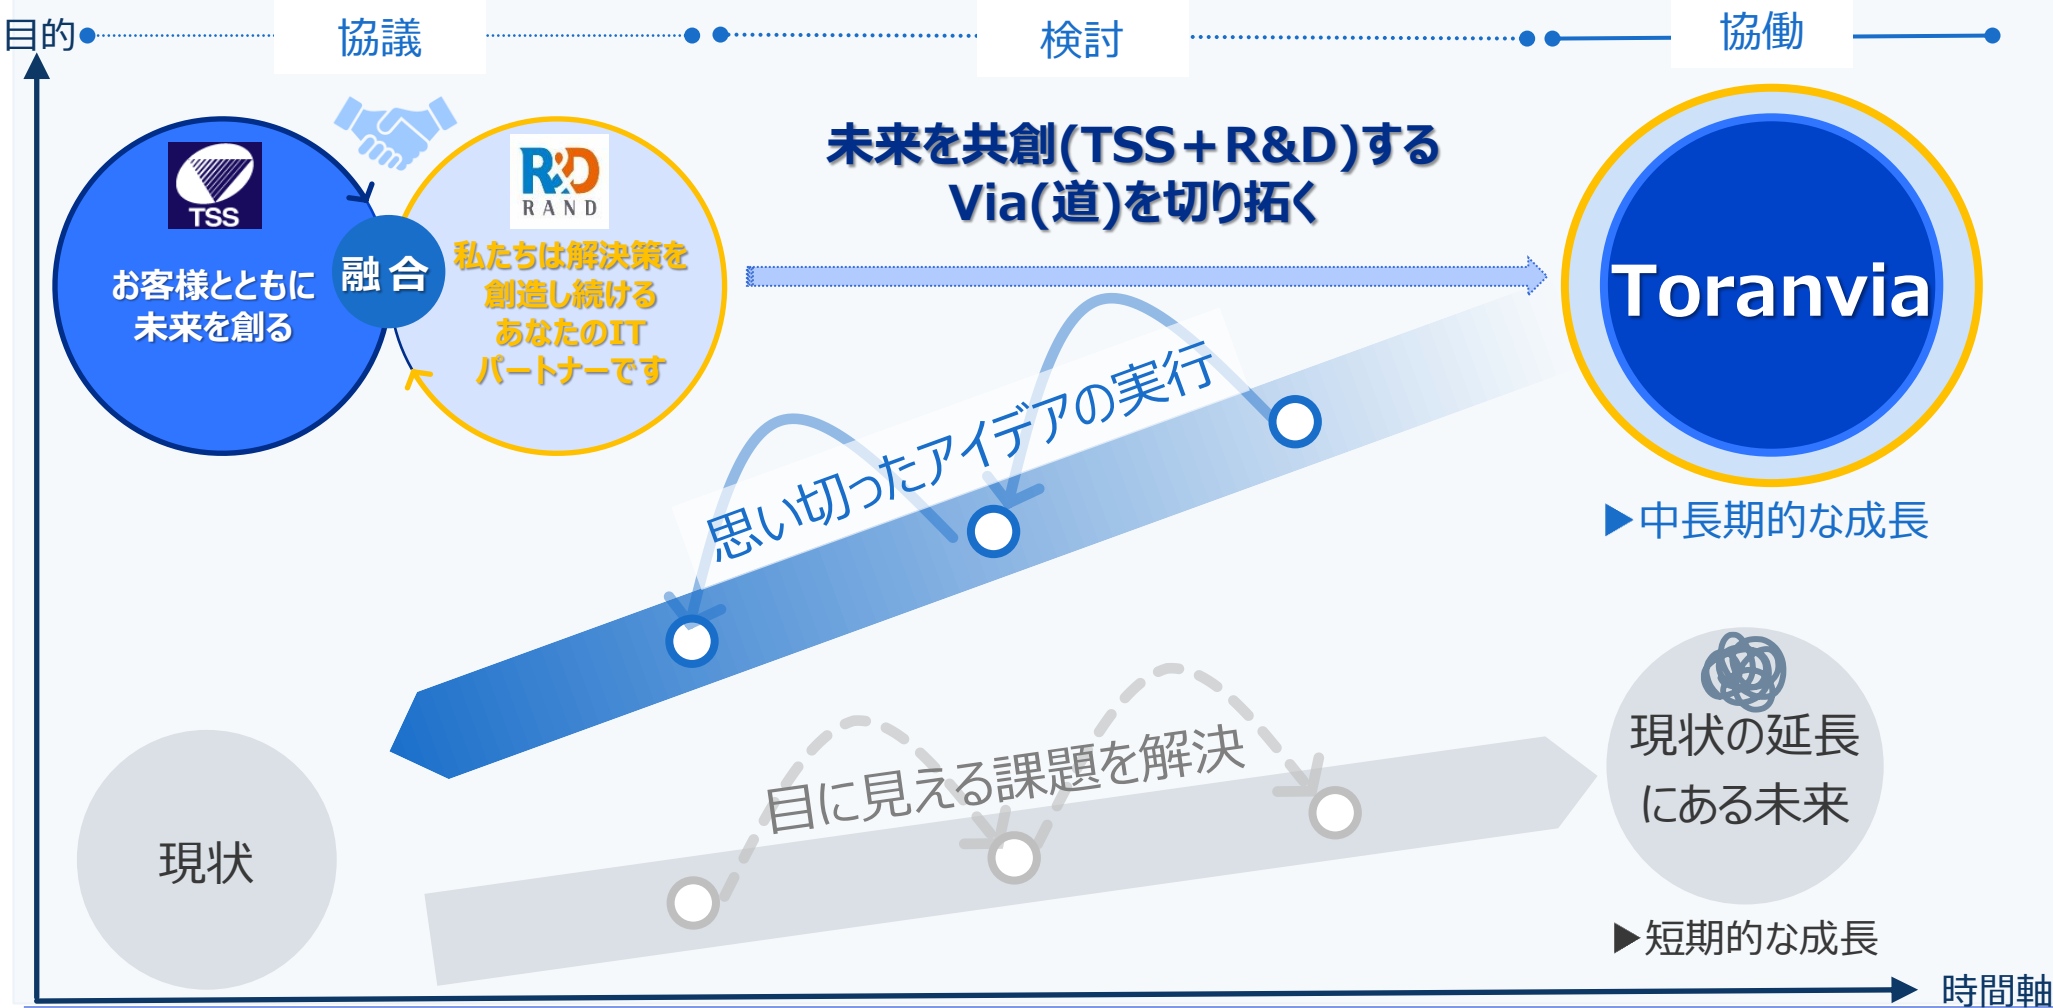 目的
協議
検討
協働
TSS
お客様とともに
未来を創る
融合
R&D
RAND
私たちは解決策を
創造し続ける
あなたのIT
パートナーです
未来を共創(TSS+R&D)する
Via(道)を切り拓く
Toranvia
▶中長期的な成長
思い切ったアイデアの実行
目に見える課題を解決
現状
現状の延長
にある未来
▶短期的な成長
時間軸